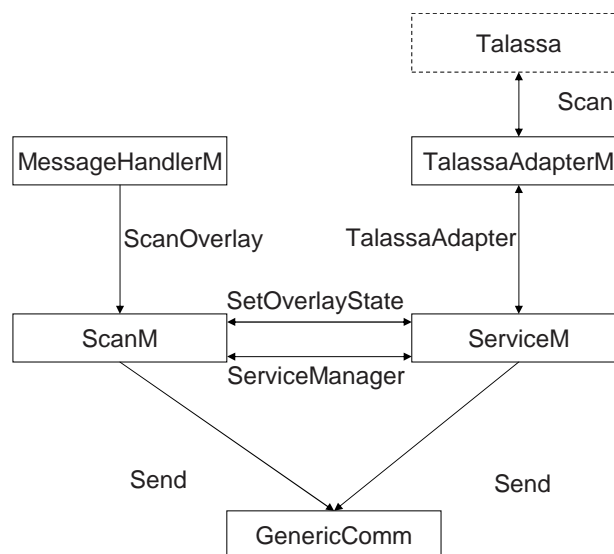 Talassa
Scan
MessageHandlerM
TalassaAdapterM
ScanOverlay
TalassaAdapter
SetOverlayState
ScanM
ServiceM
ServiceManager
Send
Send
GenericComm